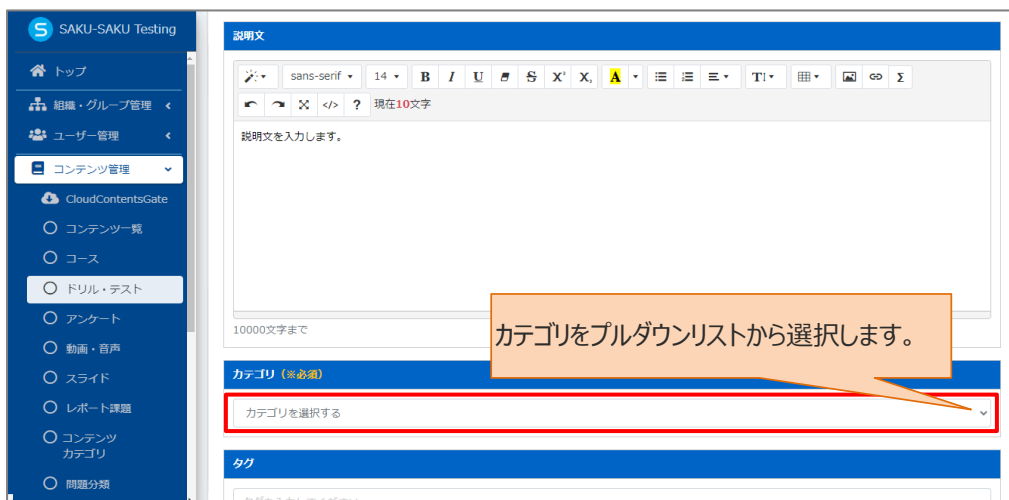 SAKU-SAKU Testing
トップ
組織・グループ管理
ユーザー管理
コンテンツ管理
CloudContentsGate
コンテンツ一覧
コース
ドリル・テスト
アンケート
動画・音声
スライド
レポート課題
コンテンツ
カテゴリ
問題分類
説明文
sans-serif 14 B I U S X² X₂ A T I Σ
</> ? 現在10文字
説明文を入力します。
10000文字まで
カテゴリをプルダウンリストから選択します。
カテゴリ (※必須)
カテゴリを選択する
タグ